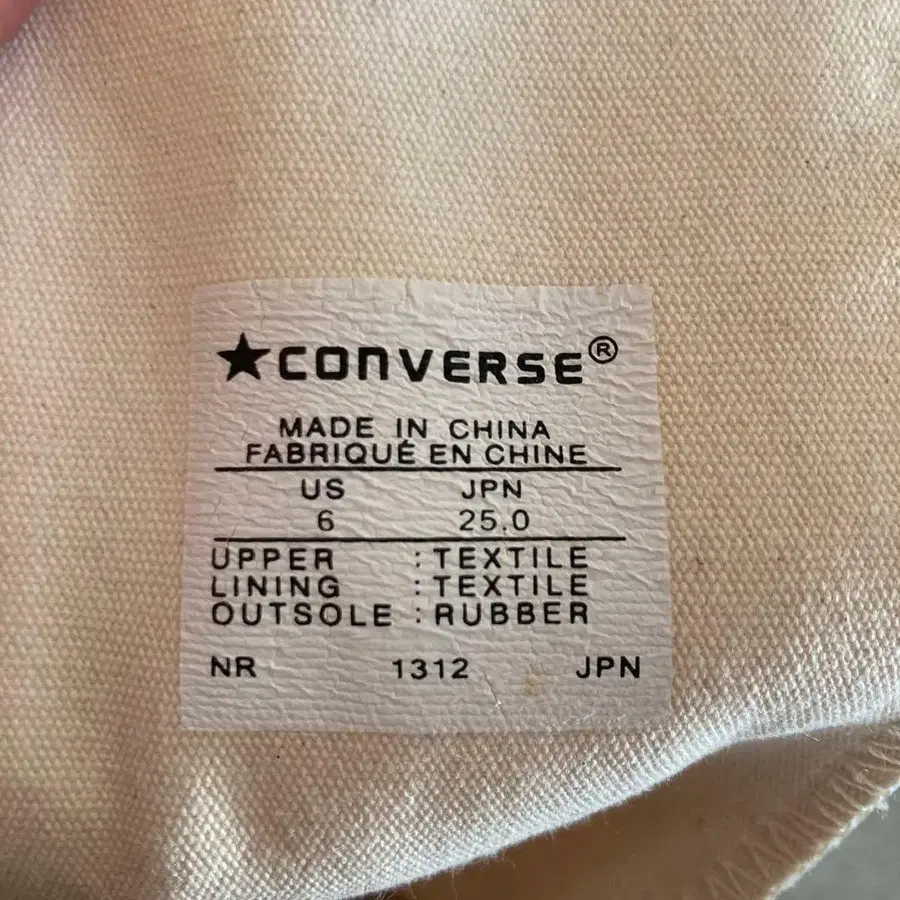 ★CONVERSE®
MADE IN CHINA
FABRIQUÉ EN CHINE
US JPN
6 25.0
UPPER : TEXTILE
LINING : TEXTILE
OUTSOLE : RUBBER
NR 1312 JPN